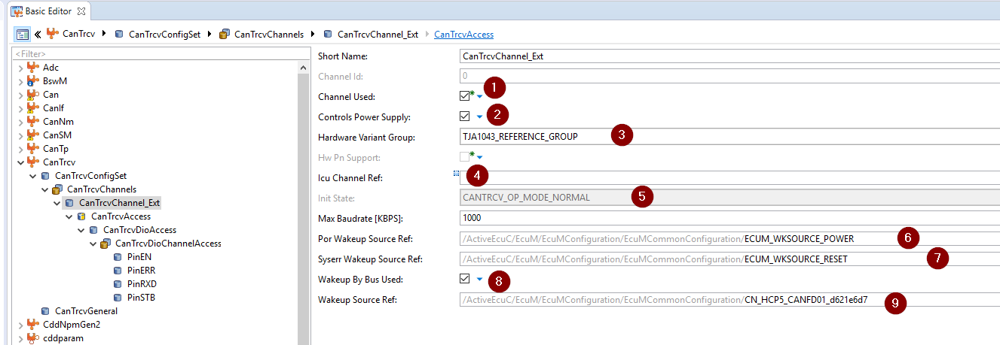 Basic Editor
CanTrcv CanTrcvConfigSet CanTrcvChannels CanTrcvChannel_Ext CanTrcvAccess
<Filter>
Adc
BswM
Can
CanIf
CanNm
CanSM
CanTp
CanTrcv
CanTrcvConfigSet
CanTrcvChannels
CanTrcvChannel_Ext
CanTrcvAccess
CanTrcvDioAccess
CanTrcvDioChannelAccess
PinEN
PinERR
PinRXD
PinSTB
CanTrcvGeneral
CddNpmGen2
cddparam
Short Name: CanTrcvChannel_Ext
Channel Id: 0
Channel Used: 1
Controls Power Supply: 2
Hardware Variant Group: TJA1043_REFERENCE_GROUP 3
Hw Pn Support:
Icu Channel Ref: 4
Init State: CANTRCV_OP_MODE_NORMAL 5
Max Baudrate [KBPS]: 1000
Por Wakeup Source Ref: /ActiveEcuC/EcuM/EcuMConfiguration/EcuMCommonConfiguration/ECUM_WKSOURCE_POWER 6
Syserr Wakeup Source Ref: /ActiveEcuC/EcuM/EcuMConfiguration/EcuMCommonConfiguration/ECUM_WKSOURCE_RESET 7
Wakeup By Bus Used: 8
Wakeup Source Ref: /ActiveEcuC/EcuM/EcuMConfiguration/EcuMCommonConfiguration/CN_HCP5_CANFD01_d621e6d7 9